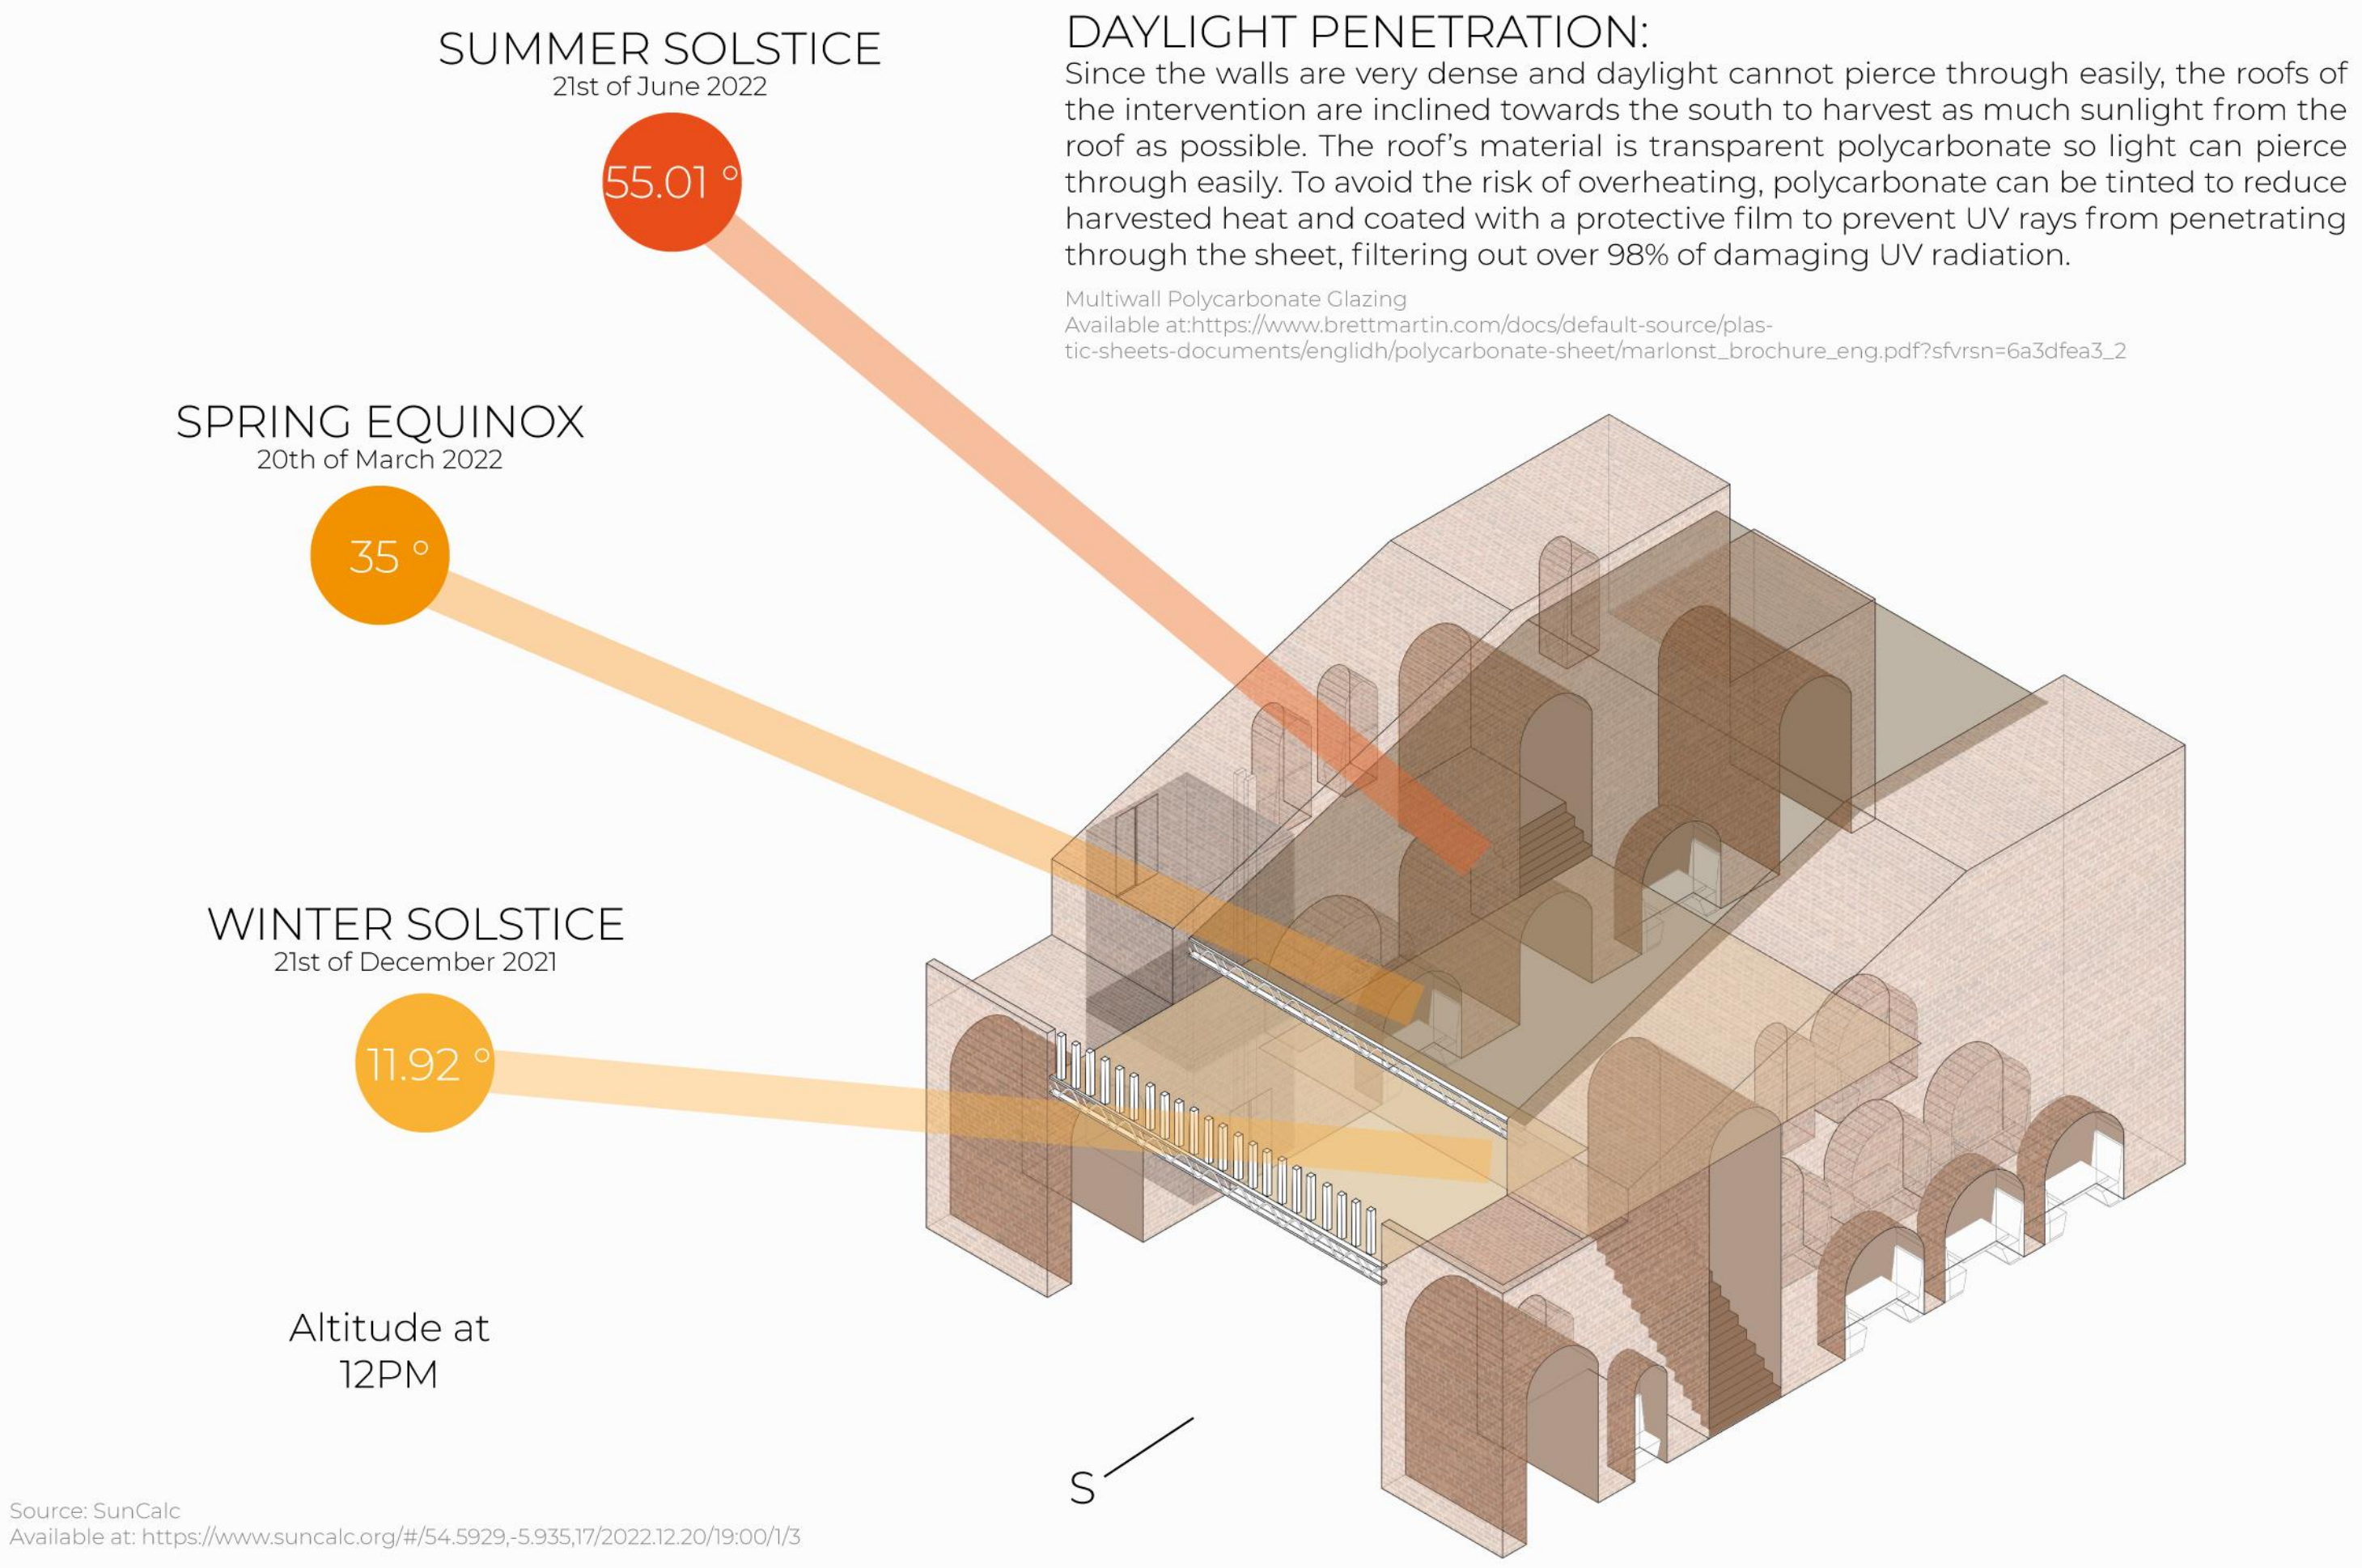 SUMMER SOLSTICE
21st of June 2022
55.01 °
SPRING EQUINOX
20th of March 2022
35 °
WINTER SOLSTICE
21st of December 2021
11.92 °
Altitude at
12PM
DAYLIGHT PENETRATION:
Since the walls are very dense and daylight cannot pierce through easily, the roofs of
the intervention are inclined towards the south to harvest as much sunlight from the
roof as possible. The roof's material is transparent polycarbonate so light can pierce
through easily. To avoid the risk of overheating, polycarbonate can be tinted to reduce
harvested heat and coated with a protective film to prevent UV rays from penetrating
through the sheet, filtering out over 98% of damaging UV radiation.
Multiwall Polycarbonate Glazing
Available at:https://www.brettmartin.com/docs/default-source/plas-
tic-sheets-documents/englidh/polycarbonate-sheet/marlonst_brochure_eng.pdf?sfvrsn=6a3dfea3_2
S
Source: SunCalc
Available at: https://www.suncalc.org/#/54.5929,-5.935,17/2022.12.20/19:00/1/3